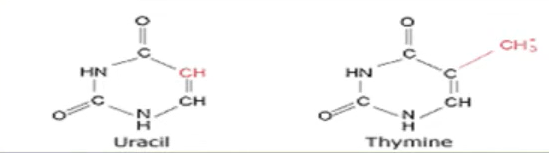 O O
C C CH3
HN CH HN C
C CH C CH
O N O N
H H
Uracil Thymine